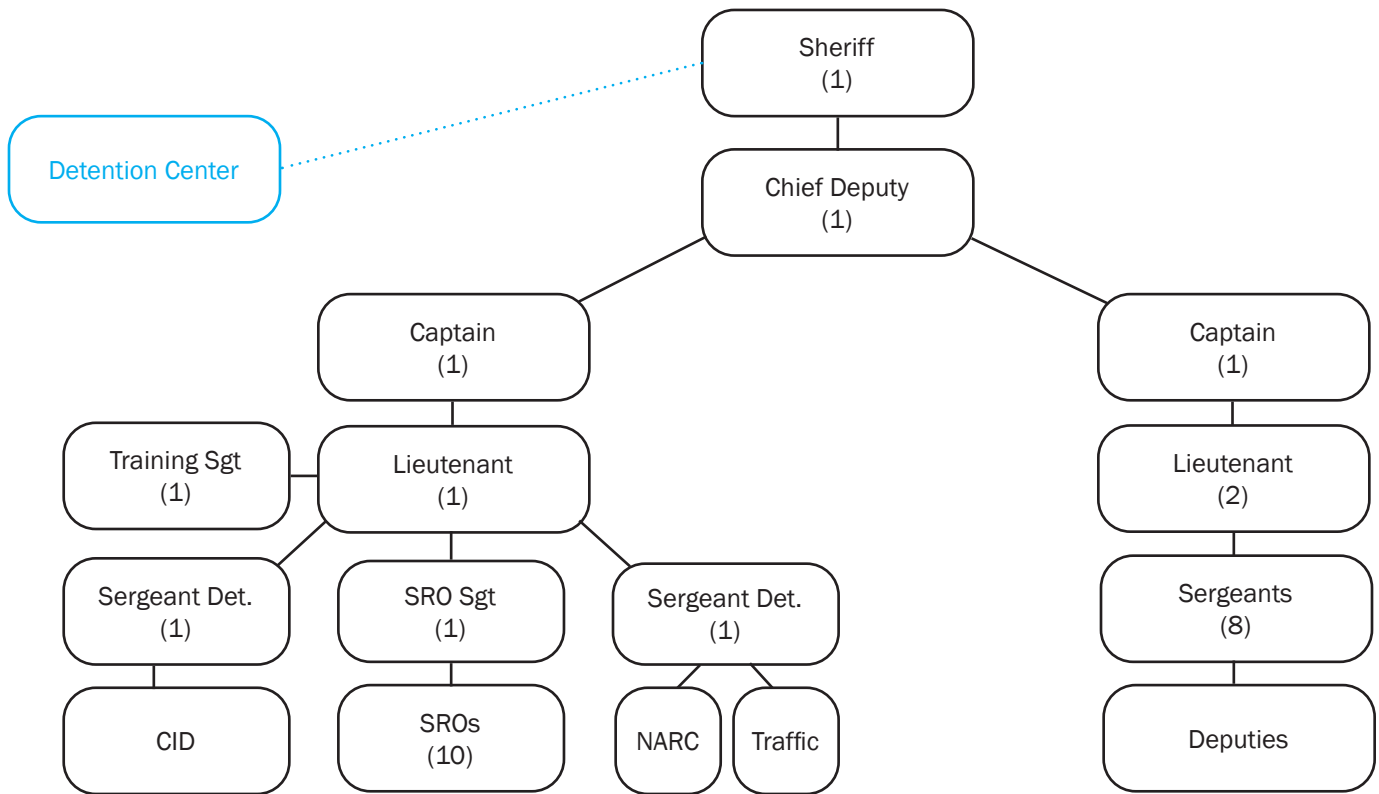 Sheriff
(1)
Detention Center
Chief Deputy
(1)
Captain
(1)
Captain
(1)
Training Sgt
(1)
Lieutenant
(1)
Lieutenant
(2)
Sergeant Det.
(1)
SRO Sgt
(1)
Sergeant Det.
(1)
Sergeants
(8)
CID
SROs
(10)
NARC
Traffic
Deputies